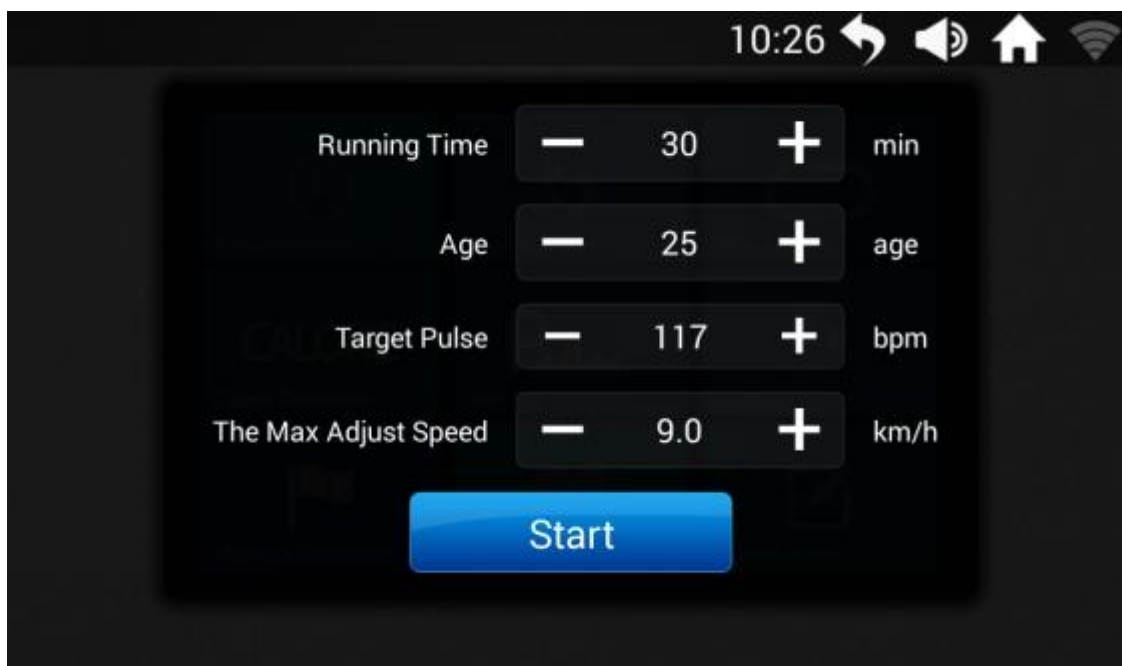 10:26
Running Time 30 min
Age 25 age
Target Pulse 117 bpm
The Max Adjust Speed 9.0 km/h
Start